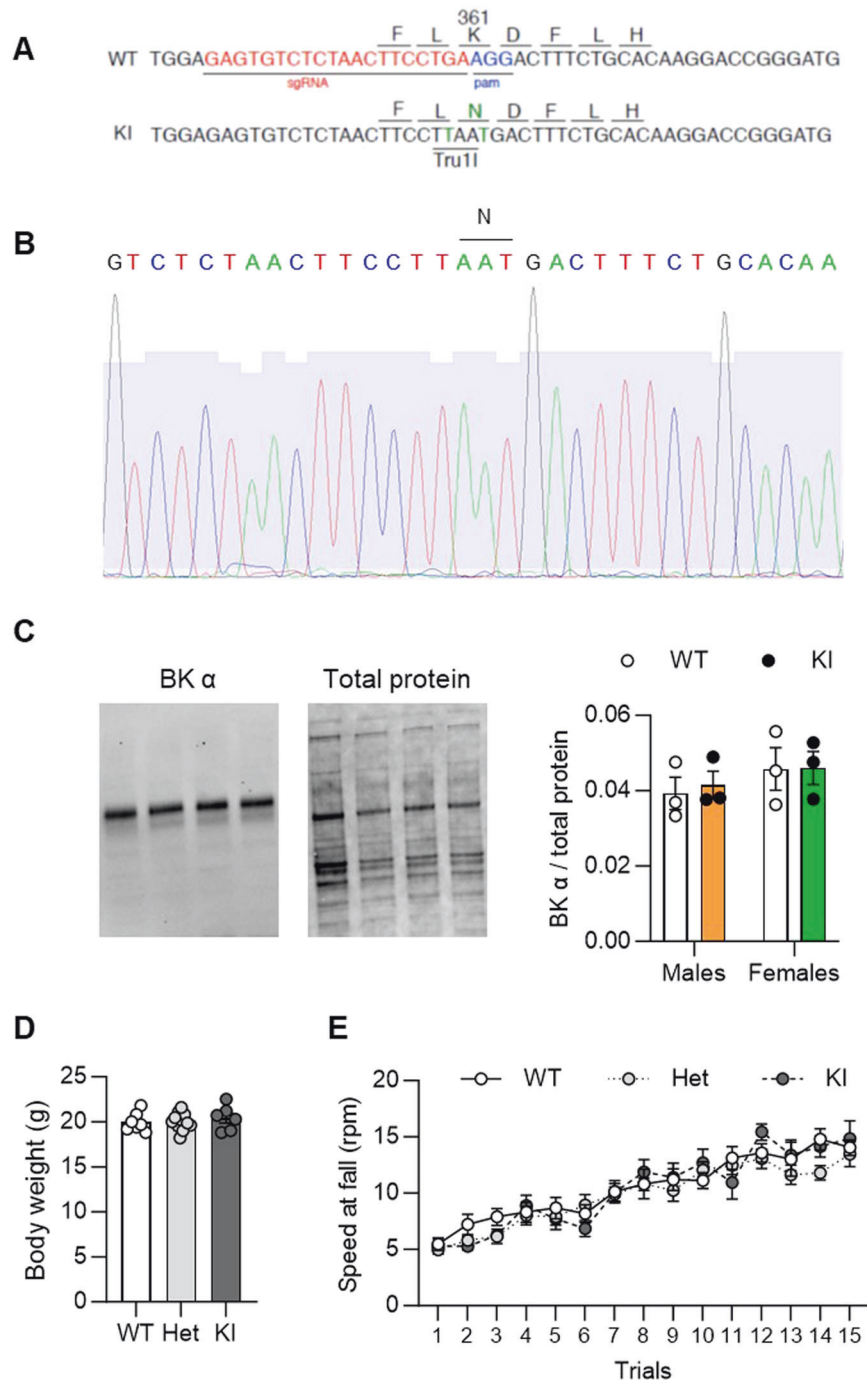 A
361
F L K D F L H
WT TGGAGAGTGTCTCTAACTTCCTGAAGGACTTTCTGCACAAGGACCGGGATG
sgRNA pam
F L N D F L H
KI TGGAGAGTGTCTCTAACTTCCTTAATGACTTTCTGCACAAGGACCGGGATG
Tru1I
B
N
G T C T C T A A C T T C C T T A A T G A C T T T C T G C A C A A
C
WT KI
BK α Total protein
BK α / total protein
0.06
0.04
0.02
0.00
Males Females
D
Body weight (g)
25
20
15
10
5
0
WT Het KI
E
WT Het KI
Speed at fall (rpm)
20
15
10
5
0
1 2 3 4 5 6 7 8 9 10 11 12 13 14 15
Trials